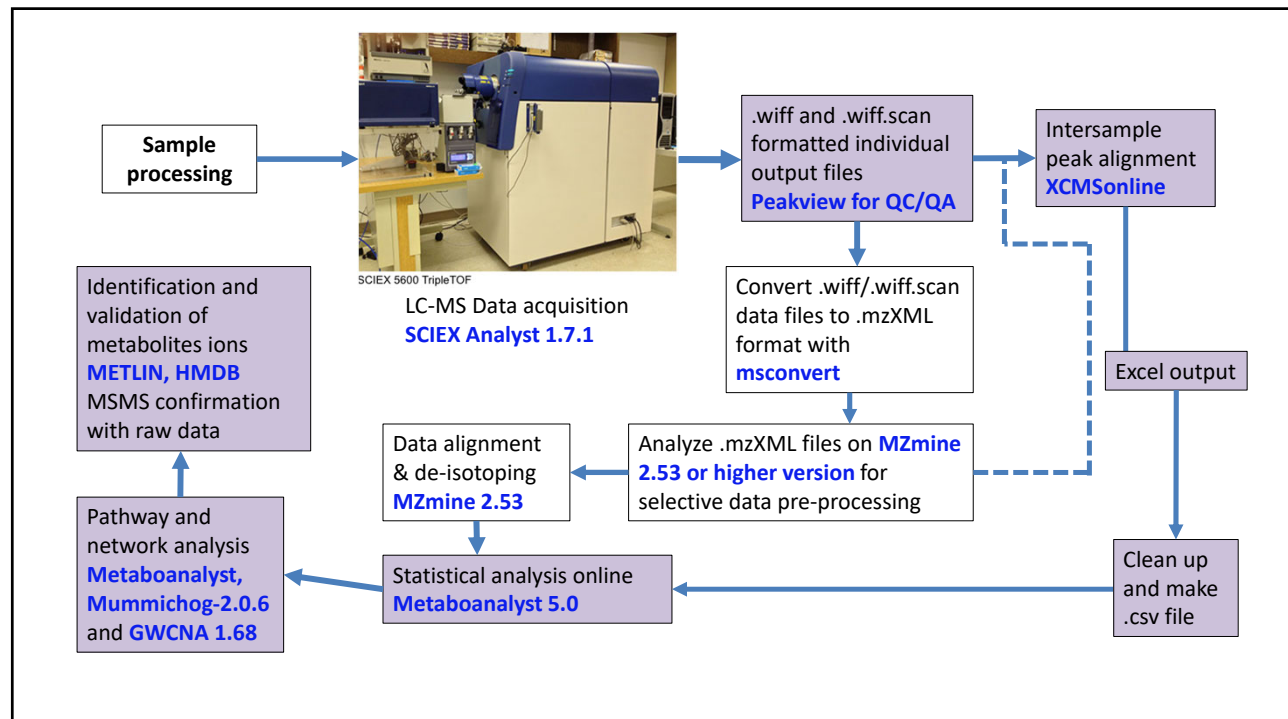 Sample
processing
SCIEX 5600 TripleTOF
LC-MS Data acquisition
SCIEX Analyst 1.7.1
.wiff and .wiff.scan
formatted individual
output files
Peakview for QC/QA
Intersample
peak alignment
XCMSonline
Convert .wiff/.wiff.scan
data files to .mzXML
format with
msconvert
Excel output
Analyze .mzXML files on MZmine
2.53 or higher version for
selective data pre-processing
Data alignment
& de-isotoping
MZmine 2.53
Clean up
and make
.csv file
Statistical analysis online
Metaboanalyst 5.0
Pathway and
network analysis
Metaboanalyst,
Mummichog-2.0.6
and GWCNA 1.68
Identification and
validation of
metabolites ions
METLIN, HMDB
MSMS confirmation
with raw data